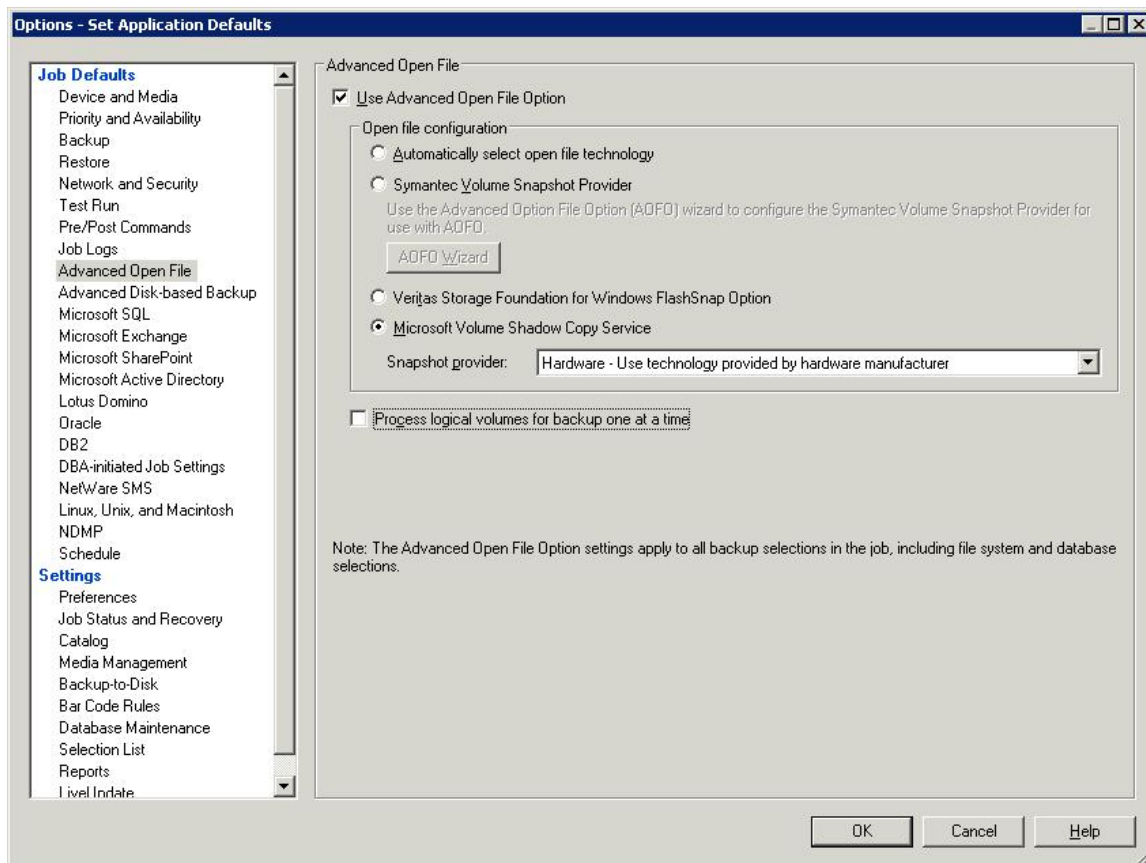 Options - Set Application Defaults
Job Defaults
Device and Media
Priority and Availability
Backup
Restore
Network and Security
Test Run
Pre/Post Commands
Job Logs
Advanced Open File
Advanced Disk-based Backup
Microsoft SQL
Microsoft Exchange
Microsoft SharePoint
Microsoft Active Directory
Lotus Domino
Oracle
DB2
DBA-initiated Job Settings
NetWare SMS
Linux, Unix, and Macintosh
NDMP
Schedule
Settings
Preferences
Job Status and Recovery
Catalog
Media Management
Backup-to-Disk
Bar Code Rules
Database Maintenance
Selection List
Reports
LiveUpdate
Advanced Open File
Use Advanced Open File Option
Open file configuration
Automatically select open file technology
Symantec Volume Snapshot Provider
Use the Advanced Option File Option (AOFO) wizard to configure the Symantec Volume Snapshot Provider for
use with AOFO.
AOFO Wizard
Veritas Storage Foundation for Windows FlashSnap Option
Microsoft Volume Shadow Copy Service
Snapshot provider: Hardware - Use technology provided by hardware manufacturer
Process logical volumes for backup one at a time
Note: The Advanced Open File Option settings apply to all backup selections in the job, including file system and database
selections.
OK Cancel Help